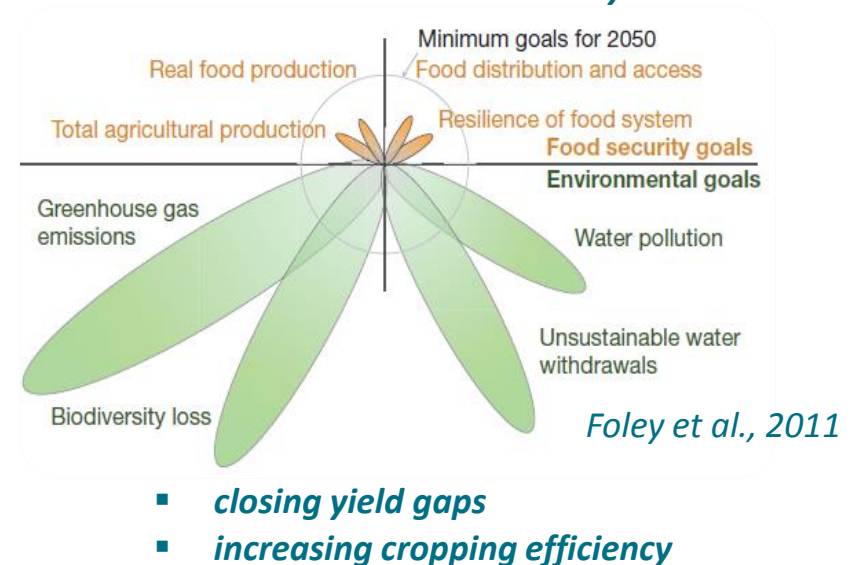 Minimum goals for 2050
Real food production
Food distribution and access
Total agricultural production
Resilience of food system
Food security goals
Environmental goals
Greenhouse gas
emissions
Water pollution
Unsustainable water
withdrawals
Biodiversity loss
Foley et al., 2011
▪ closing yield gaps
▪ increasing cropping efficiency